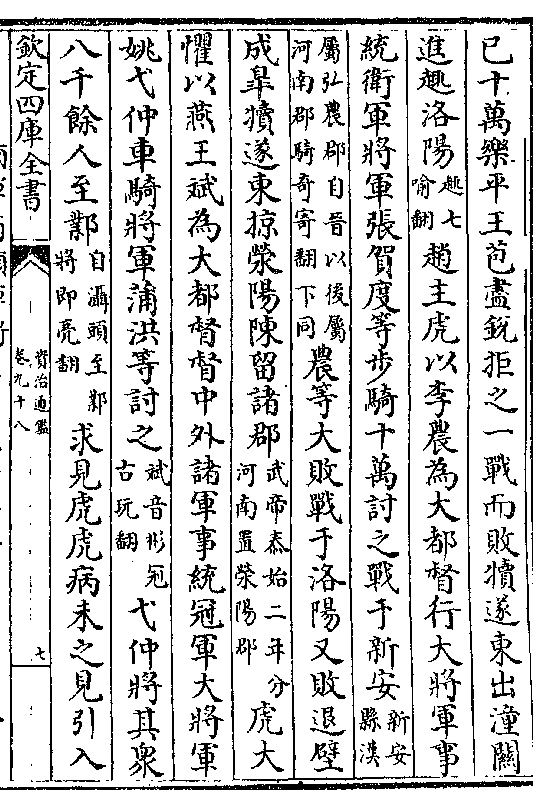 已十萬樂平王苞盡銳拒之一戰而敗犢遂東出潼關
進趣洛陽趣七喻翻趙主虎以李農為大都督行大將軍事
統衛軍將軍張賀度等步騎十萬討之戰于新安新安縣漢
屬弘農郡自晉以後屬河南郡騎奇寄翻下同農等大敗戰于洛陽又敗退壁
成皐犢遂東掠滎陽陳留諸郡武帝泰始二年分河南置滎陽郡虎大
懼以燕王斌為大都督督中外諸軍事統冠軍大將軍
姚弋仲車騎將軍蒲洪等討之斌音彬冠古玩翻弋仲將其衆
八千餘人至鄴自灄頭至鄴將即亮翻求見虎虎病未之見引入
欽定四庫全書
資治通鑑
卷九十八
七